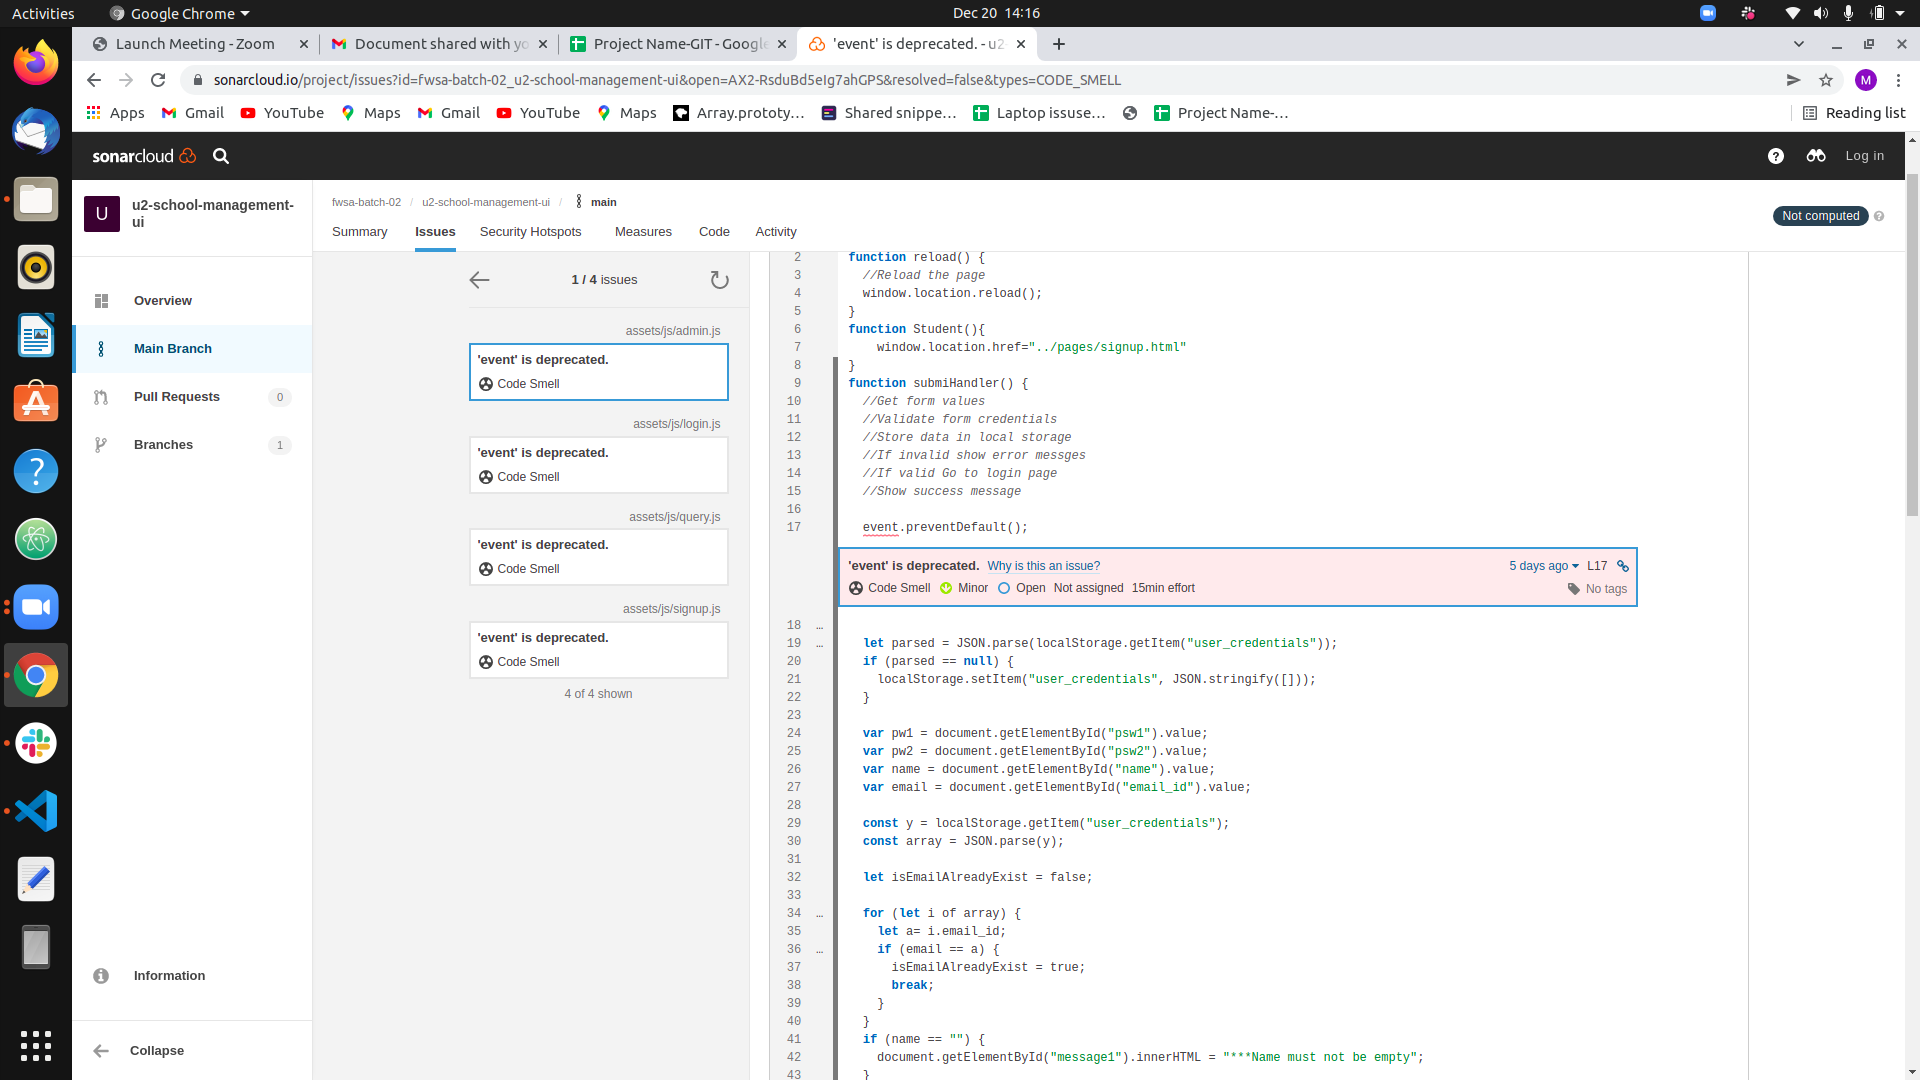 Activities
Google Chrome
Dec 20 14:16
Launch Meeting - Zoom
Document shared with yo
Project Name-GIT - Google
'event' is deprecated. - u2-
sonarcloud.io/project/issues?id=fwsa-batch-02_u2-school-management-ui&open=AX2-RsduBd5eIg7ahGPS&resolved=false&types=CODE_SMELL
M
Apps
Gmail
YouTube
Maps
Gmail
YouTube
Maps
Array.prototy…
Shared snippe…
Laptop issuse…
Project Name-…
Reading list
sonarcloud
Log in
U
u2-school-management-
ui
Overview
Main Branch
Pull Requests 0
Branches 1
Information
Collapse
fwsa-batch-02 / u2-school-management-ui / main
Not computed
Summary
Issues
Security Hotspots
Measures
Code
Activity
1 / 4 issues
assets/js/admin.js
'event' is deprecated.
Code Smell
assets/js/login.js
'event' is deprecated.
Code Smell
assets/js/query.js
'event' is deprecated.
Code Smell
assets/js/signup.js
'event' is deprecated.
Code Smell
4 of 4 shown
2 function reload() {
3 //Reload the page
4 window.location.reload();
5 }
6 function Student(){
7 window.location.href="../pages/signup.html"
8 }
9 function submiHandler() {
10 //Get form values
11 //Validate form credentials
12 //Store data in local storage
13 //If invalid show error messges
14 //If valid Go to login page
15 //Show success message
16
17 event.preventDefault();
'event' is deprecated. Why is this an issue? 5 days ago L17
Code Smell Minor Open Not assigned 15min effort No tags
18 …
19 … let parsed = JSON.parse(localStorage.getItem("user_credentials"));
20 if (parsed == null) {
21 localStorage.setItem("user_credentials", JSON.stringify([]));
22 }
23
24 var pw1 = document.getElementById("psw1").value;
25 var pw2 = document.getElementById("psw2").value;
26 var name = document.getElementById("name").value;
27 var email = document.getElementById("email_id").value;
28
29 const y = localStorage.getItem("user_credentials");
30 const array = JSON.parse(y);
31
32 let isEmailAlreadyExist = false;
33
34 … for (let i of array) {
35 let a= i.email_id;
36 … if (email == a) {
37 isEmailAlreadyExist = true;
38 break;
39 }
40 }
41 if (name == "") {
42 document.getElementById("message1").innerHTML = "***Name must not be empty";
43 }